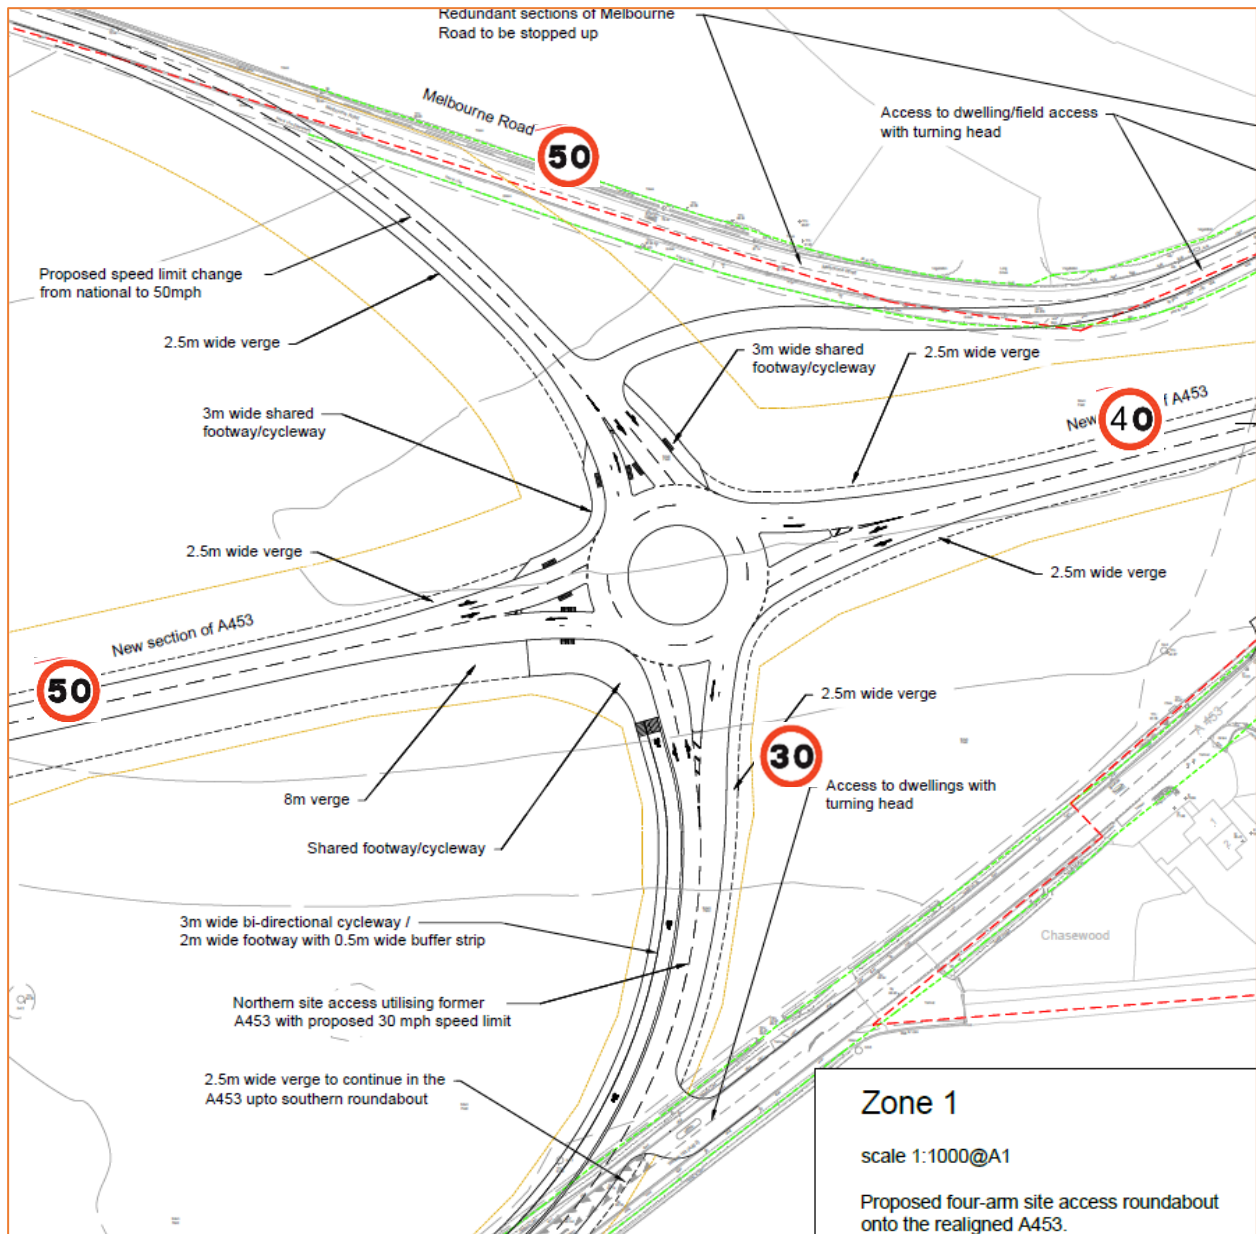 Redundant sections of Melbourne
Road to be stopped up
Melbourne Road
50
Access to dwelling/field access
with turning head
Proposed speed limit change
from national to 50mph
2.5m wide verge
3m wide shared
footway/cycleway
2.5m wide verge
3m wide shared
footway/cycleway
New
40
of A453
2.5m wide verge
2.5m wide verge
New section of A453
50
2.5m wide verge
30
8m verge
Access to dwellings with
turning head
Shared footway/cycleway
A 453
3m wide bi-directional cycleway /
2m wide footway with 0.5m wide buffer strip
Chasewood
Northern site access utilising former
A453 with proposed 30 mph speed limit
2.5m wide verge to continue in the
A453 upto southern roundabout
Zone 1
scale 1:1000@A1
Proposed four-arm site access roundabout
onto the realigned A453.